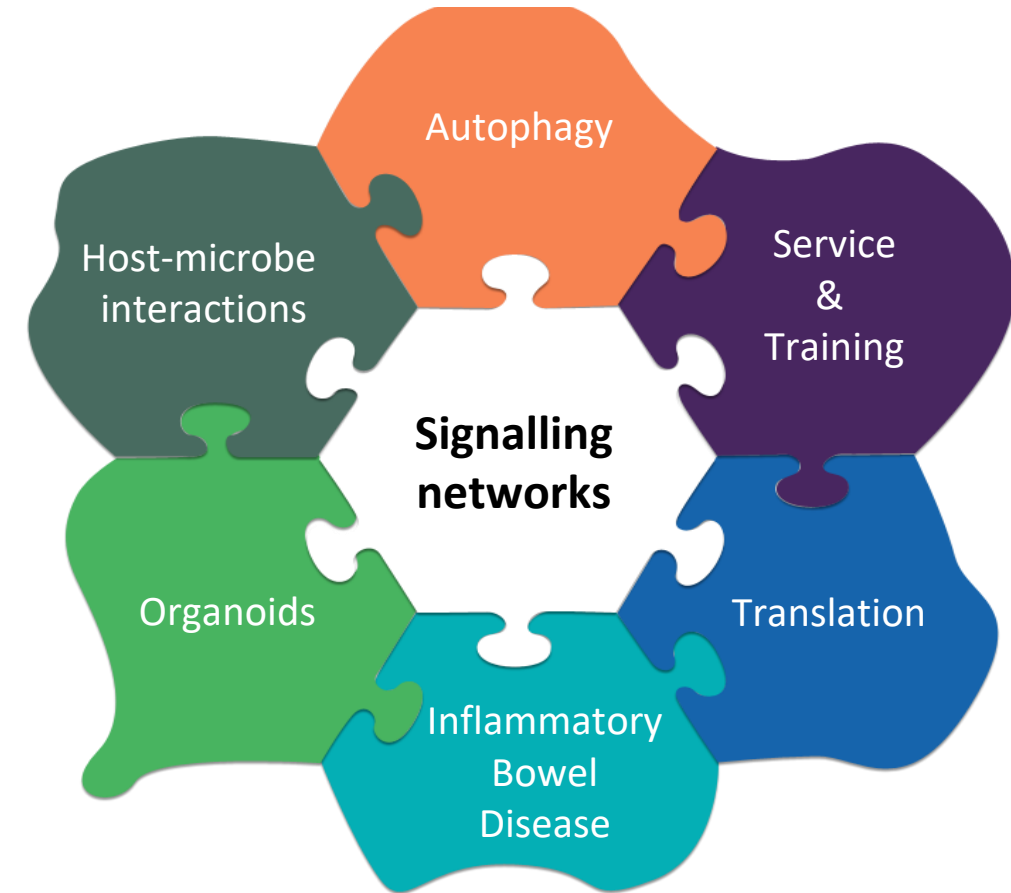 Autophagy
Service
&
Training
Host-microbe
interactions
Signalling
networks
Organoids
Translation
Inflammatory
Bowel
Disease